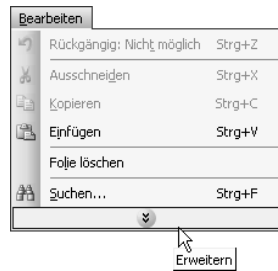 Bearbeiten
Rückgängig: Nicht möglich Strg+Z
Ausschneiden Strg+X
Kopieren Strg+C
Einfügen Strg+V
Folie löschen
Suchen... Strg+F
Erweitern